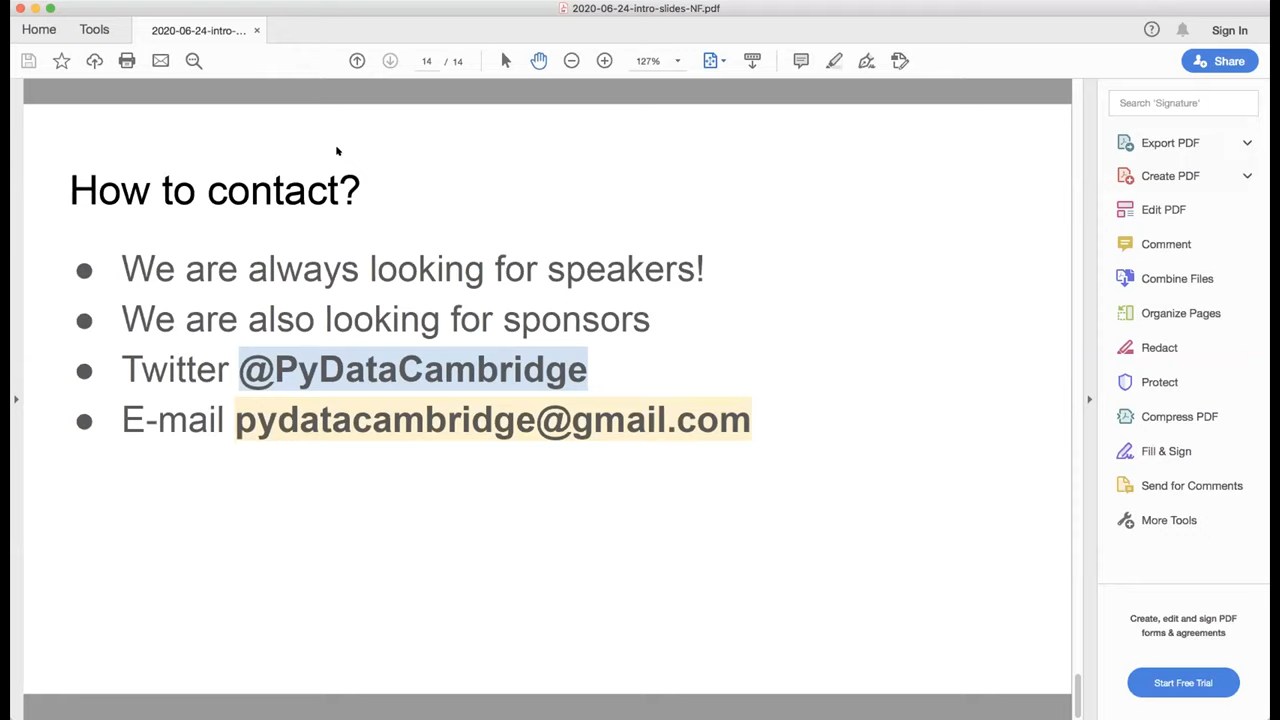 2020-06-24-intro-slides-NF.pdf
Home Tools 2020-06-24-intro-... × Sign In
14 / 14 127% Share
Search 'Signature'
Export PDF
Create PDF
Edit PDF
Comment
Combine Files
Organize Pages
Redact
Protect
Compress PDF
Fill & Sign
Send for Comments
More Tools
Create, edit and sign PDF
forms & agreements
Start Free Trial
How to contact?
● We are always looking for speakers!
● We are also looking for sponsors
● Twitter @PyDataCambridge
● E-mail pydatacambridge@gmail.com